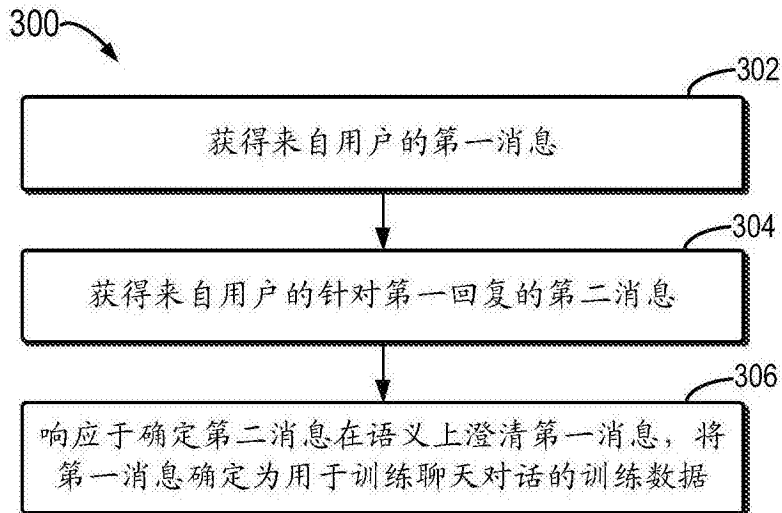 300
302
获得来自用户的第一消息
304
获得来自用户的针对第一回复的第二消息
306
响应于确定第二消息在语义上澄清第一消息，将
第一消息确定为用于训练聊天对话的训练数据